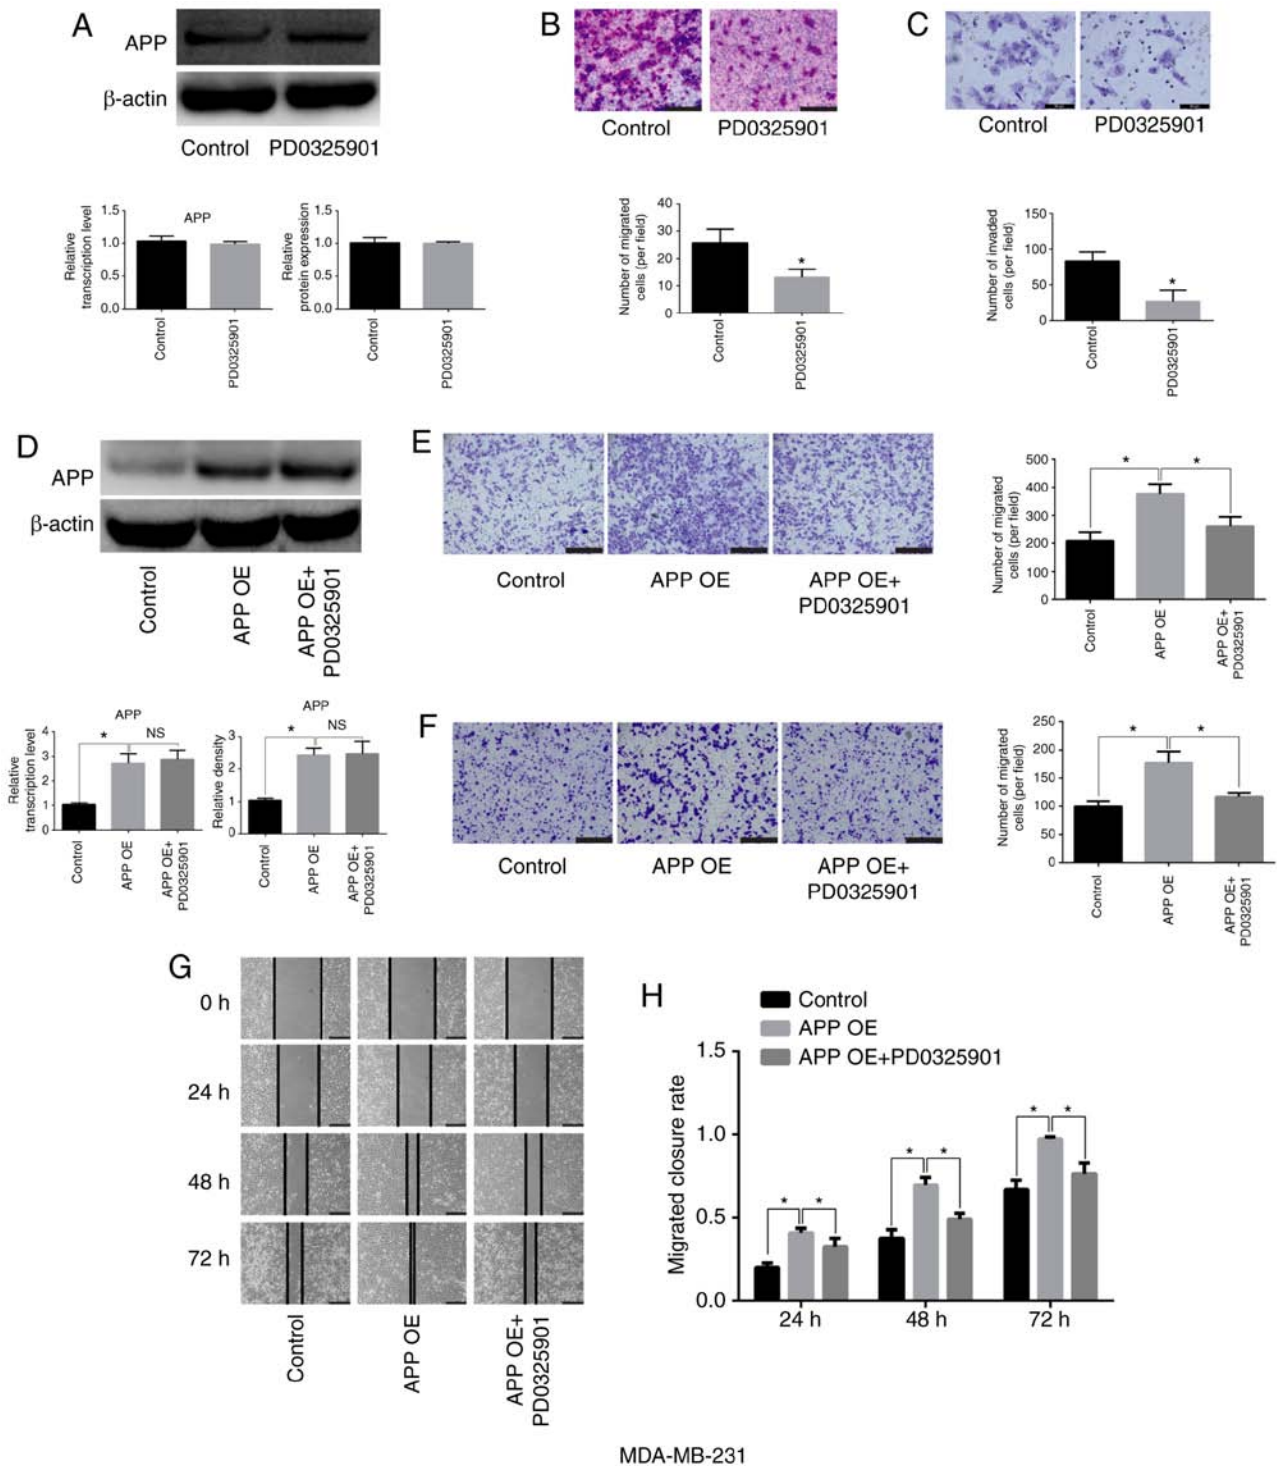 A
APP
β-actin
Control PD0325901
Relative
transcription level
1.5
1.0
0.5
0.0
APP
Control
PD0325901
Relative
protein expression
1.5
1.0
0.5
0.0
Control
PD0325901
B
Control PD0325901
Number of migrated
cells (per field)
40
30
20
10
0
*
Control
PD0325901
C
Control PD0325901
Number of invaded
cells (per field)
150
100
50
0
*
Control
PD0325901
D
APP
β-actin
Control
APP OE
APP OE+
PD0325901
APP
Relative
transcription level
4
3
2
1
0
* NS
Control
APP OE
APP OE+
PD0325901
APP
Relative density
3
2
1
0
* NS
Control
APP OE
APP OE+
PD0325901
E
Control APP OE APP OE+
PD0325901
Number of migrated
cells (per field)
500
400
300
200
100
0
* *
Control
APP OE
APP OE+
PD0325901
F
Control APP OE APP OE+
PD0325901
Number of migrated
cells (per field)
250
200
150
100
50
0
* *
Control
APP OE
APP OE+
PD0325901
G
0 h
24 h
48 h
72 h
Control
APP OE
APP OE+
PD0325901
H
Control
APP OE
APP OE+PD0325901
Migrated closure rate
1.5
1.0
0.5
0.0
* *
* *
* *
24 h 48 h 72 h
MDA-MB-231